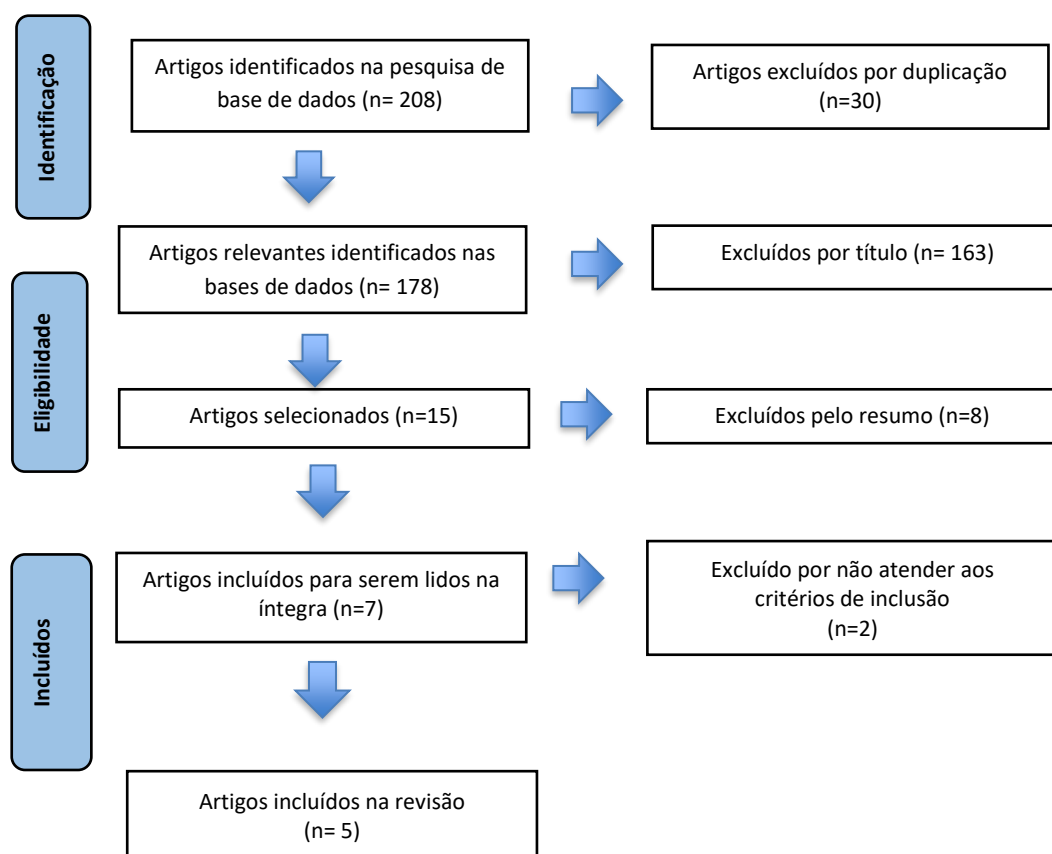 Identificação
Artigos identificados na pesquisa de
base de dados (n= 208)
Artigos excluídos por duplicação
(n=30)
Artigos relevantes identificados nas
bases de dados (n= 178)
Excluídos por título (n= 163)
Eligibilidade
Artigos selecionados (n=15)
Excluídos pelo resumo (n=8)
Incluídos
Artigos incluídos para serem lidos na
íntegra (n=7)
Excluído por não atender aos
critérios de inclusão
(n=2)
Artigos incluídos na revisão
(n= 5)